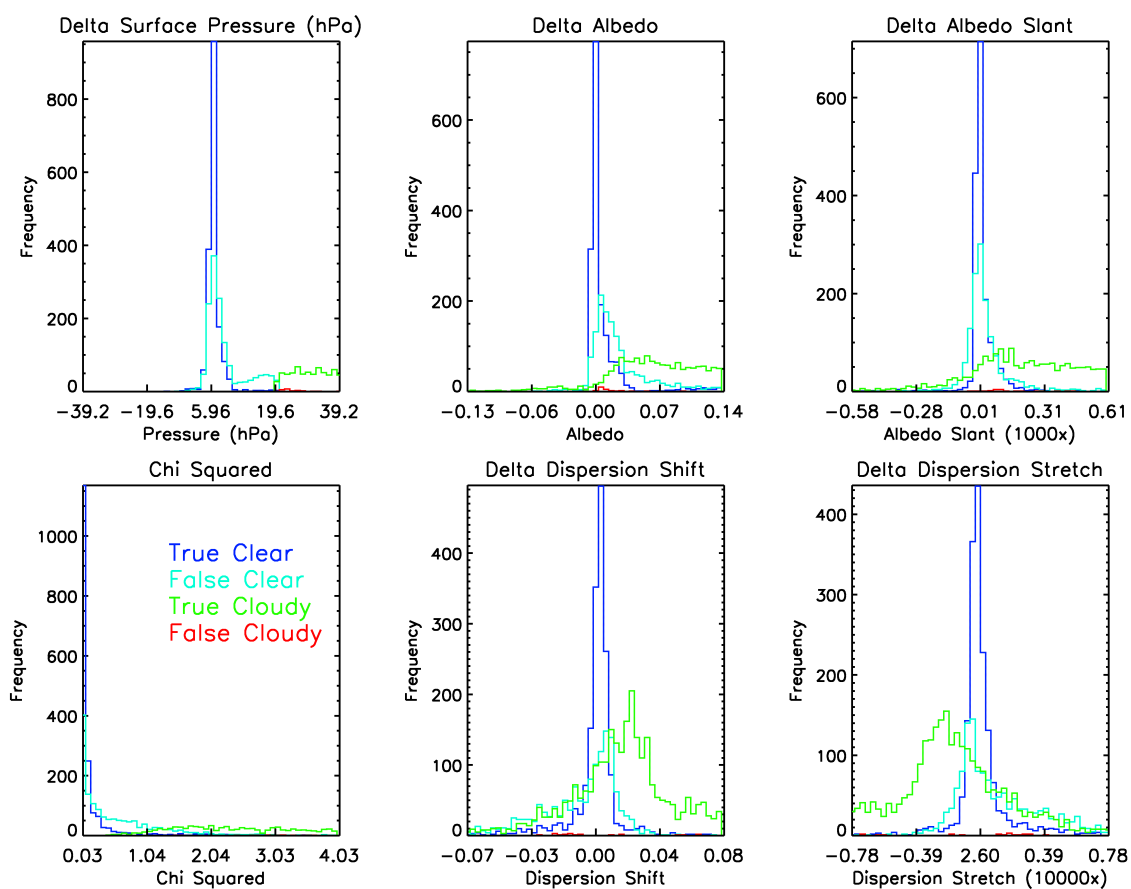 Delta Surface Pressure (hPa)
Frequency
800
600
400
200
0
-39.2 -19.6 5.96 19.6 39.2
Pressure (hPa)
Delta Albedo
Frequency
600
400
200
0
-0.13 -0.06 0.00 0.07 0.14
Albedo
Delta Albedo Slant
Frequency
600
400
200
0
-0.58 -0.28 0.01 0.31 0.61
Albedo Slant (1000x)
Chi Squared
Frequency
1000
800
600
400
200
0
True Clear
False Clear
True Cloudy
False Cloudy
0.03 1.04 2.04 3.03 4.03
Chi Squared
Delta Dispersion Shift
Frequency
400
300
200
100
0
-0.07 -0.03 0.00 0.04 0.08
Dispersion Shift
Delta Dispersion Stretch
Frequency
400
300
200
100
0
-0.78 -0.39 2.60 0.39 0.78
Dispersion Stretch (10000x)